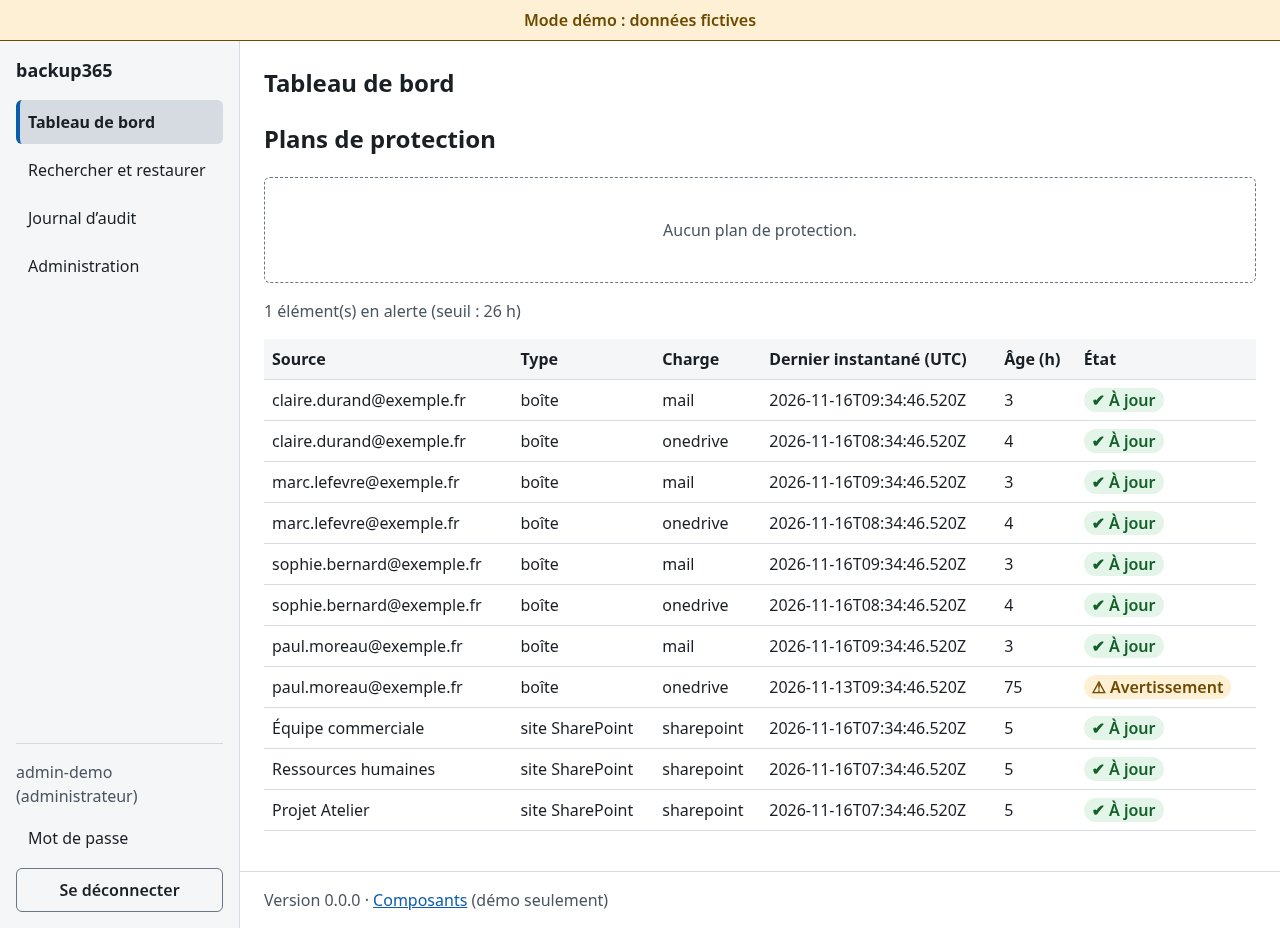 Mode démo : données fictives
backup365
Tableau de bord
Rechercher et restaurer
Journal d’audit
Administration
admin-demo
(administrateur)
Mot de passe
Se déconnecter
Tableau de bord
Plans de protection
Aucun plan de protection.
1 élément(s) en alerte (seuil : 26 h)
Source Type Charge Dernier instantané (UTC) Âge (h) État
claire.durand@exemple.fr boîte mail 2026-11-16T09:34:46.520Z 3 ✔ À jour
claire.durand@exemple.fr boîte onedrive 2026-11-16T08:34:46.520Z 4 ✔ À jour
marc.lefevre@exemple.fr boîte mail 2026-11-16T09:34:46.520Z 3 ✔ À jour
marc.lefevre@exemple.fr boîte onedrive 2026-11-16T08:34:46.520Z 4 ✔ À jour
sophie.bernard@exemple.fr boîte mail 2026-11-16T09:34:46.520Z 3 ✔ À jour
sophie.bernard@exemple.fr boîte onedrive 2026-11-16T08:34:46.520Z 4 ✔ À jour
paul.moreau@exemple.fr boîte mail 2026-11-16T09:34:46.520Z 3 ✔ À jour
paul.moreau@exemple.fr boîte onedrive 2026-11-13T09:34:46.520Z 75 ⚠ Avertissement
Équipe commerciale site SharePoint sharepoint 2026-11-16T07:34:46.520Z 5 ✔ À jour
Ressources humaines site SharePoint sharepoint 2026-11-16T07:34:46.520Z 5 ✔ À jour
Projet Atelier site SharePoint sharepoint 2026-11-16T07:34:46.520Z 5 ✔ À jour
Version 0.0.0 · Composants (démo seulement)